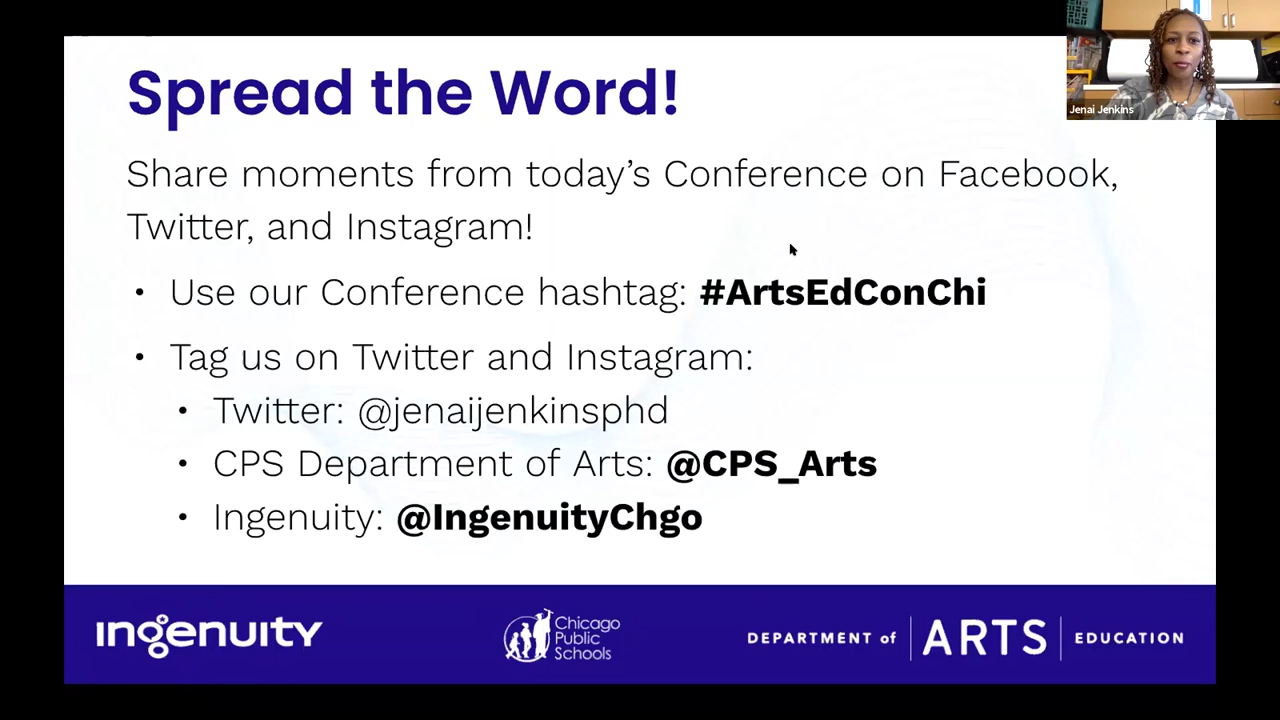 Spread the Word!
Jenai Jenkins
Share moments from today’s Conference on Facebook,
Twitter, and Instagram!
• Use our Conference hashtag: #ArtsEdConChi
• Tag us on Twitter and Instagram:
• Twitter: @jenaijenkinsphd
• CPS Department of Arts: @CPS_Arts
• Ingenuity: @IngenuityChgo
ingenuity
Chicago
Public
Schools
DEPARTMENT of ARTS EDUCATION